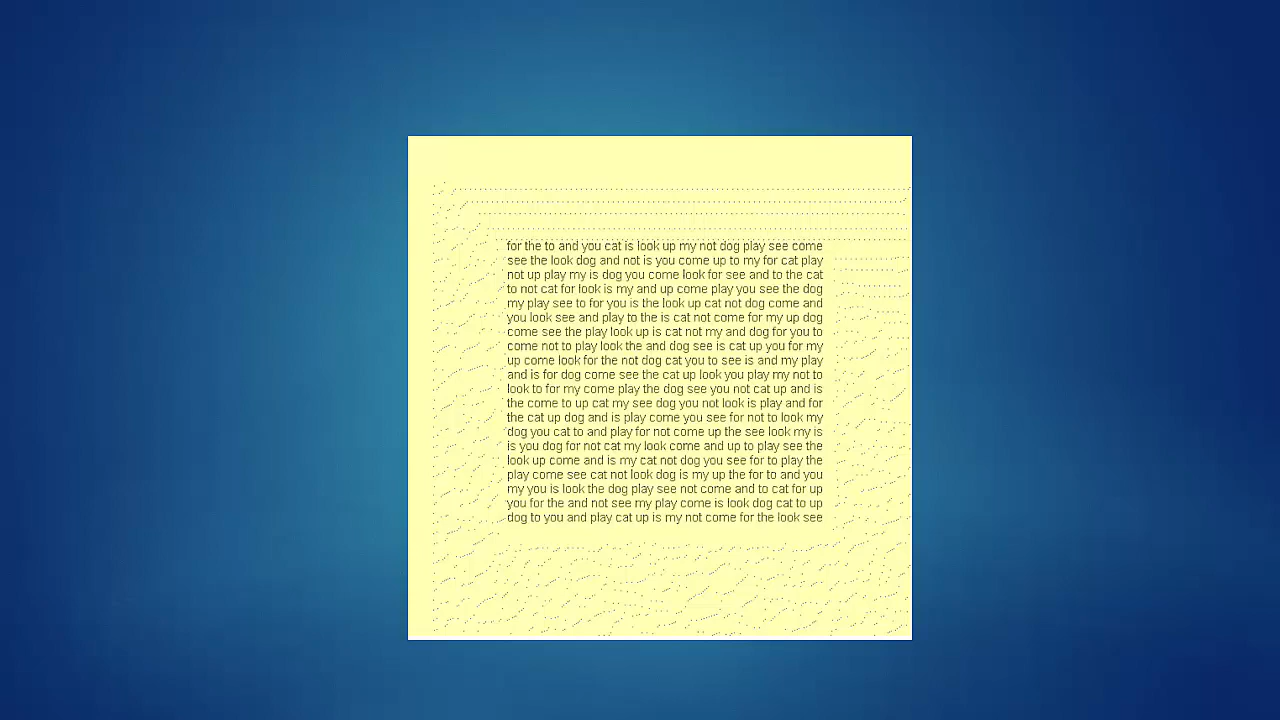 for the to and you cat is look up my not dog play see come
see the look dog and not is you come up to my for cat play
not up play my is dog you come look for see and to the cat
to not cat for look is my and up come play you see the dog
my play see to for you is the look up cat not dog come and
you look see and play to the is cat not come for my up dog
come see the play look up is cat not my and dog for you to
come not to play look the and dog see is cat up you for my
up come look for the not dog cat you to see is and my play
and is for dog come see the cat up look you play my not to
look to for my come play the dog see you not cat up and is
the come to up cat my see dog you not look is play and for
the cat up dog and is play come you see for not to look my
dog you cat to and play for not come up the see look my is
is you dog for not cat my look come and up to play see the
look up come and is my cat not dog you see for to play the
play come see cat not look dog is my up the for to and you
my you is look the dog play see not come and to cat for up
you for the and not see my play come is look dog cat to up
dog to you and play cat up is my not come for the look see